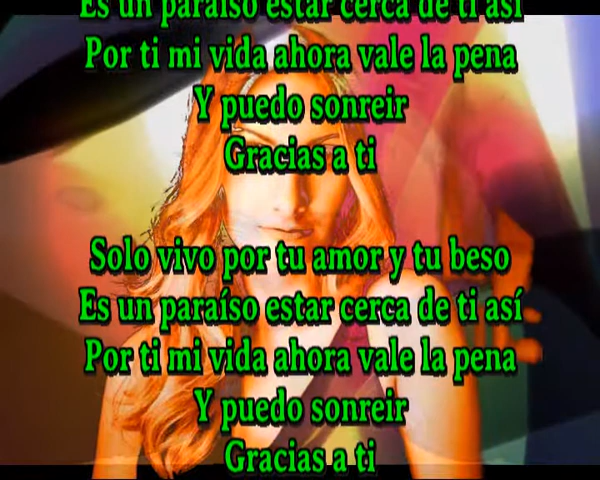 Es un paraíso estar cerca de ti así
Por ti mi vida ahora vale la pena
Y puedo sonreir
Gracias a ti
Solo vivo por tu amor y tu beso
Es un paraíso estar cerca de ti así
Por ti mi vida ahora vale la pena
Y puedo sonreir
Gracias a ti